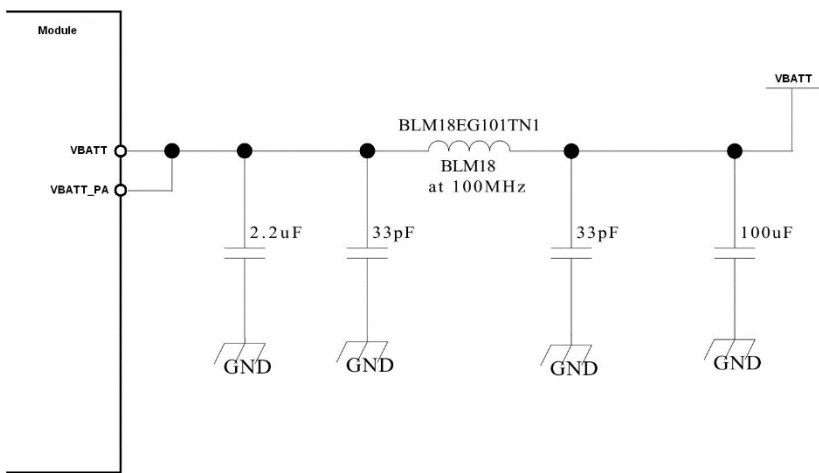 Module
VBATT
BLM18EG101TN1
VBATT
BLM18
at 100MHz
VBATT_PA
2.2uF
33pF
33pF
100uF
GND
GND
GND
GND